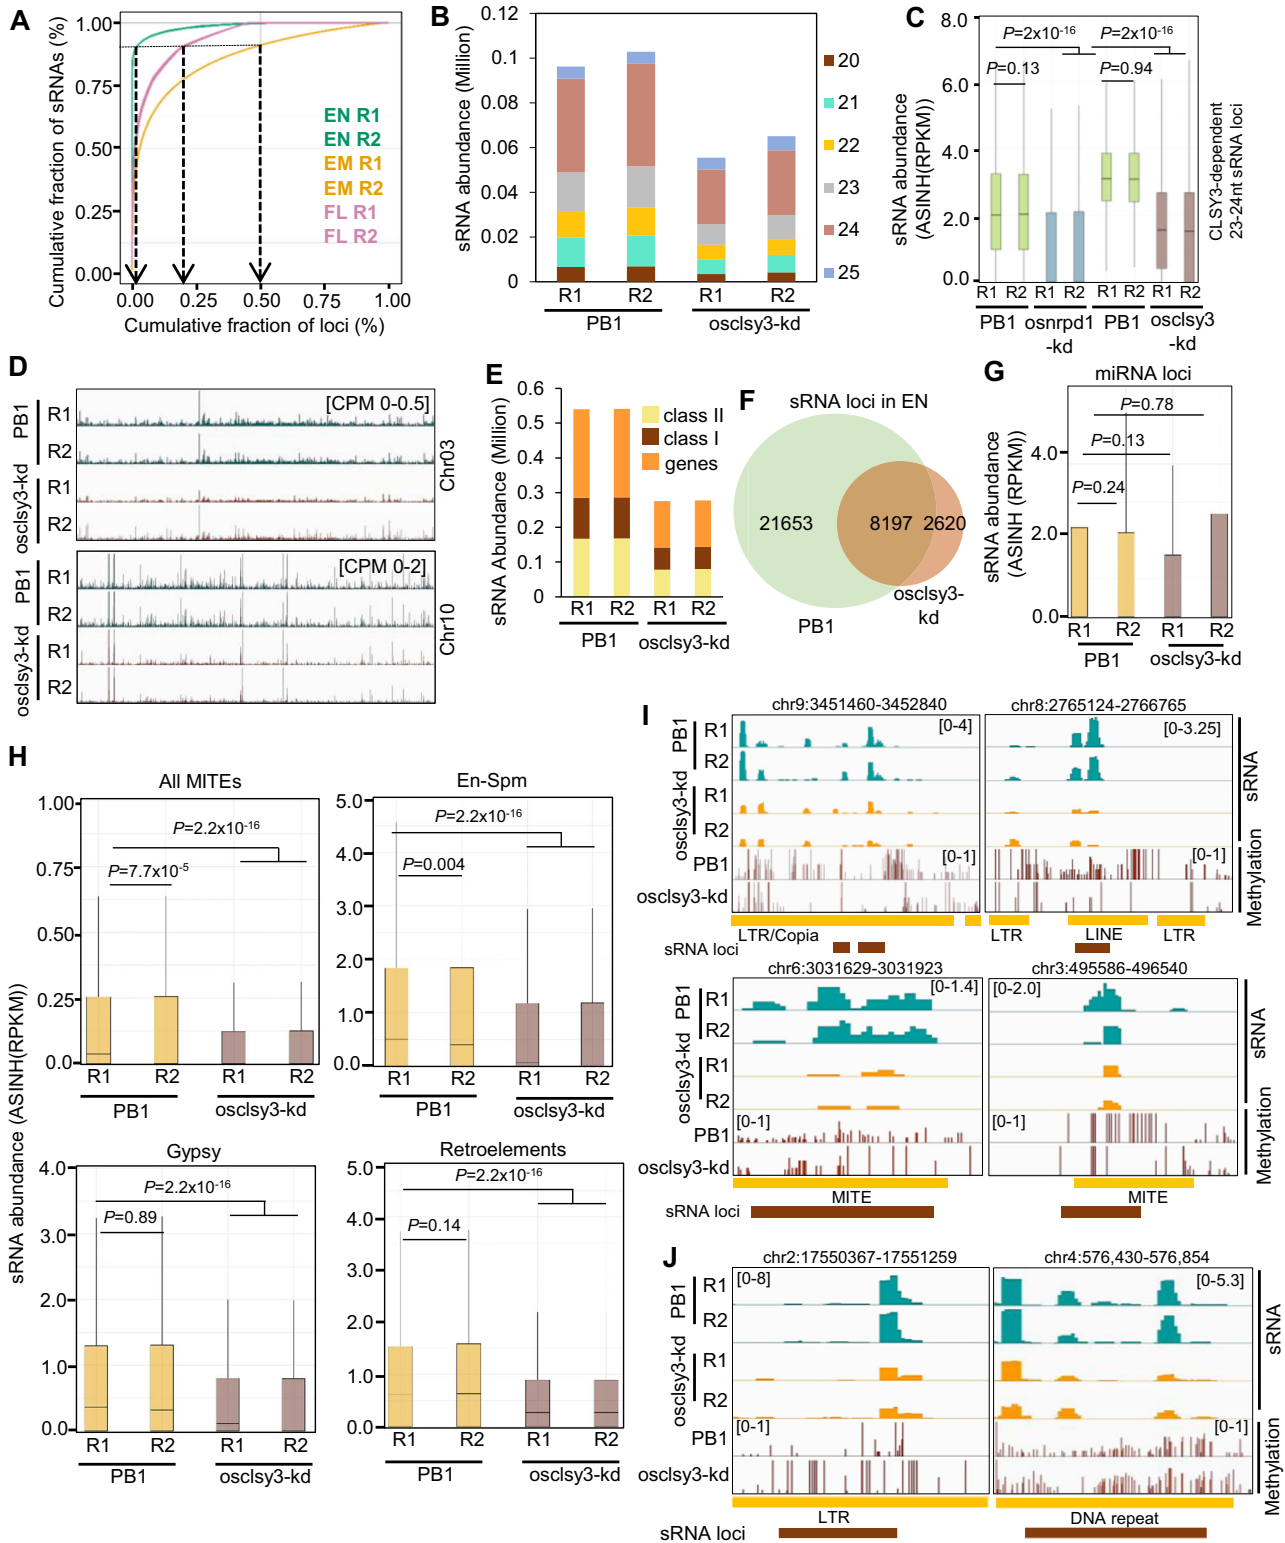 A
Cumulative fraction of sRNAs (%)
1.00
0.75
0.50
0.25
0.00
EN R1
EN R2
EM R1
EM R2
FL R1
FL R2
0.00 0.25 0.50 0.75 1.00
Cumulative fraction of loci (%)
B
sRNA abundance (Million)
0.12
0.1
0.08
0.06
0.04
0.02
0
R1 R2 R1 R2
PB1 osclsy3-kd
20
21
22
23
24
25
C
sRNA abundance
(ASINH(RPKM))
8.0
6.0
4.0
2.0
0.0
P=2x10-16 P=2x10-16
P=0.13 P=0.94
R1 R2 R1 R2 R1 R2 R1 R2
PB1 osnrpd1 -kd PB1 osclsy3 -kd
CLSY3-dependent
23-24nt sRNA loci
D
PB1 R1 [CPM 0-0.5]
R2
osclsy3-kd R1
R2
Chr03
PB1 R1 [CPM 0-2]
R2
osclsy3-kd R1
R2
Chr10
E
sRNA Abundance (Million)
0.6
0.5
0.4
0.3
0.2
0.1
0
class II
class I
genes
R1 R2 R1 R2
PB1 osclsy3-kd
F
sRNA loci in EN
21653 8197 2620
PB1 osclsy3-
kd
G
miRNA loci
sRNA abundance
(ASINH (RPKM))
4.0
2.0
0.0
P=0.78
P=0.13
P=0.24
R1 R2 R1 R2
PB1 osclsy3-kd
H
sRNA abundance (ASINH(RPKM))
All MITEs
1.00
0.75
0.50
0.25
0.0
P=2.2x10-16
P=7.7x10-5
R1 R2 R1 R2
PB1 osclsy3-kd
En-Spm
5.0
4.0
3.0
2.0
1.0
0.0
P=2.2x10-16
P=0.004
R1 R2 R1 R2
PB1 osclsy3-kd
Gypsy
4.0
3.0
2.0
1.0
0.0
P=2.2x10-16
P=0.89
R1 R2 R1 R2
PB1 osclsy3-kd
Retroelements
5.0
4.0
3.0
2.0
1.0
0.0
P=2.2x10-16
P=0.14
R1 R2 R1 R2
PB1 osclsy3-kd
I
chr9:3451460-3452840 chr8:2765124-2766765
PB1 R1 [0-4] [0-3.25]
R2
osclsy3-kd R1
R2
sRNA
PB1 [0-1] [0-1]
osclsy3-kd
Methylation
LTR/Copia LTR LINE LTR
sRNA loci
chr6:3031629-3031923 chr3:495586-496540
PB1 R1 [0-1.4] [0-2.0]
R2
osclsy3-kd R1
R2
sRNA
PB1 [0-1] [0-1]
osclsy3-kd
Methylation
MITE MITE
sRNA loci
J
chr2:17550367-17551259 chr4:576,430-576,854
PB1 R1 [0-8] [0-5.3]
R2
osclsy3-kd R1
R2
sRNA
PB1 [0-1] [0-1]
osclsy3-kd
Methylation
LTR DNA repeat
sRNA loci